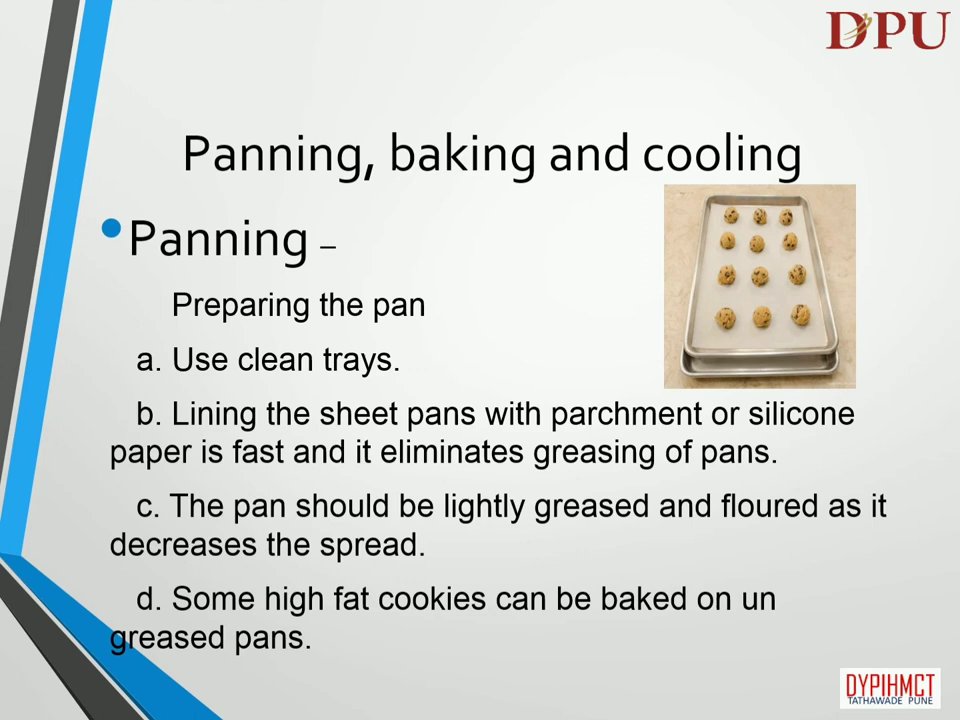 DPU
Panning, baking and cooling
•Panning –
Preparing the pan
a. Use clean trays.
b. Lining the sheet pans with parchment or silicone
paper is fast and it eliminates greasing of pans.
c. The pan should be lightly greased and floured as it
decreases the spread.
d. Some high fat cookies can be baked on un
greased pans.
DYPIHMCT
TATHAWADE PUNE